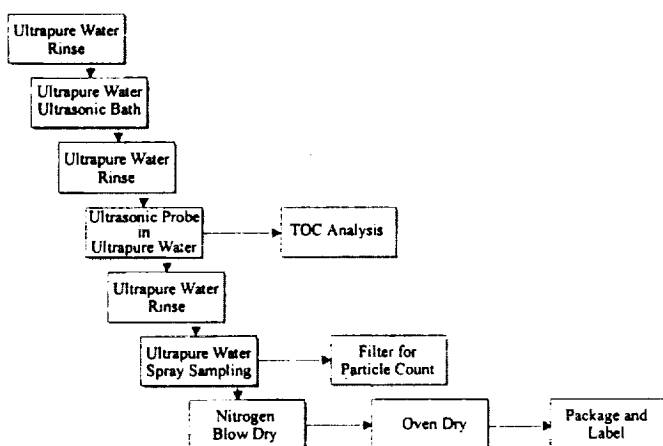 Ultrapure Water
Rinse
Ultrapure Water
Ultrasonic Bath
Ultrapure Water
Rinse
Ultrasonic Probe
in
Ultrapure Water
TOC Analysis
Ultrapure Water
Rinse
Ultrapure Water
Spray Sampling
Filter for
Particle Count
Nitrogen
Blow Dry
Oven Dry
Package and
Label